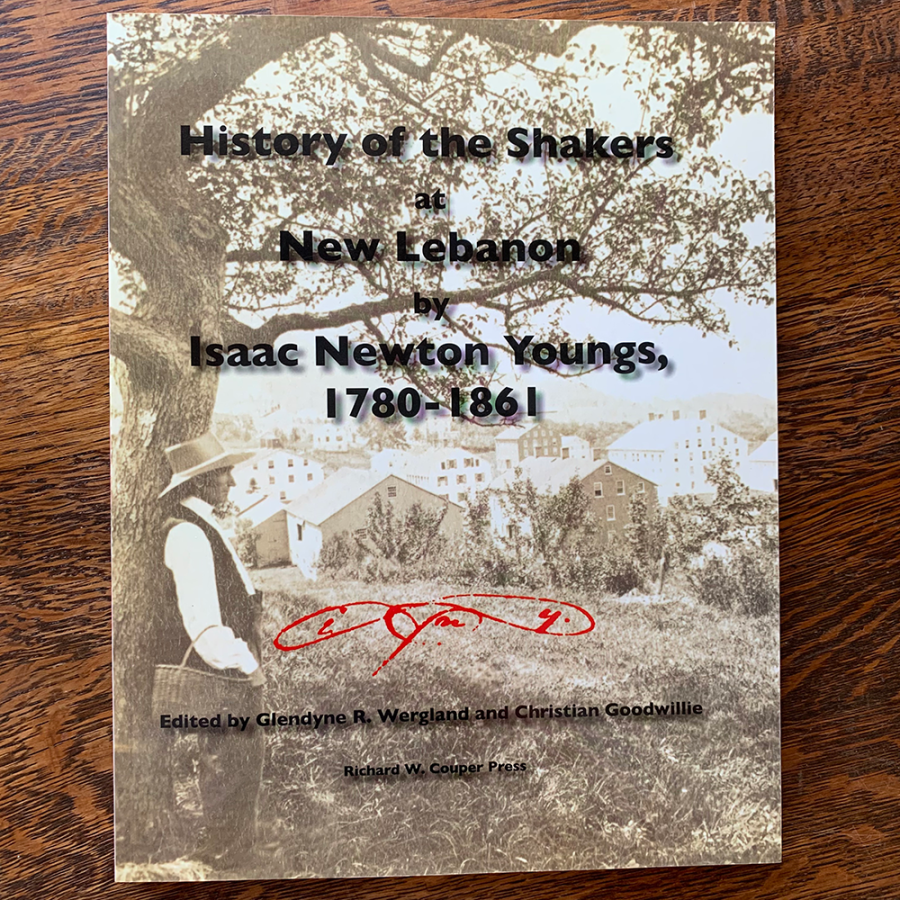 History of the Shakers
at
New Lebanon
by
Isaac Newton Youngs,
1780-1861
Edited by Glendyne R. Wergland and Christian Goodwillie
Richard W. Couper Press